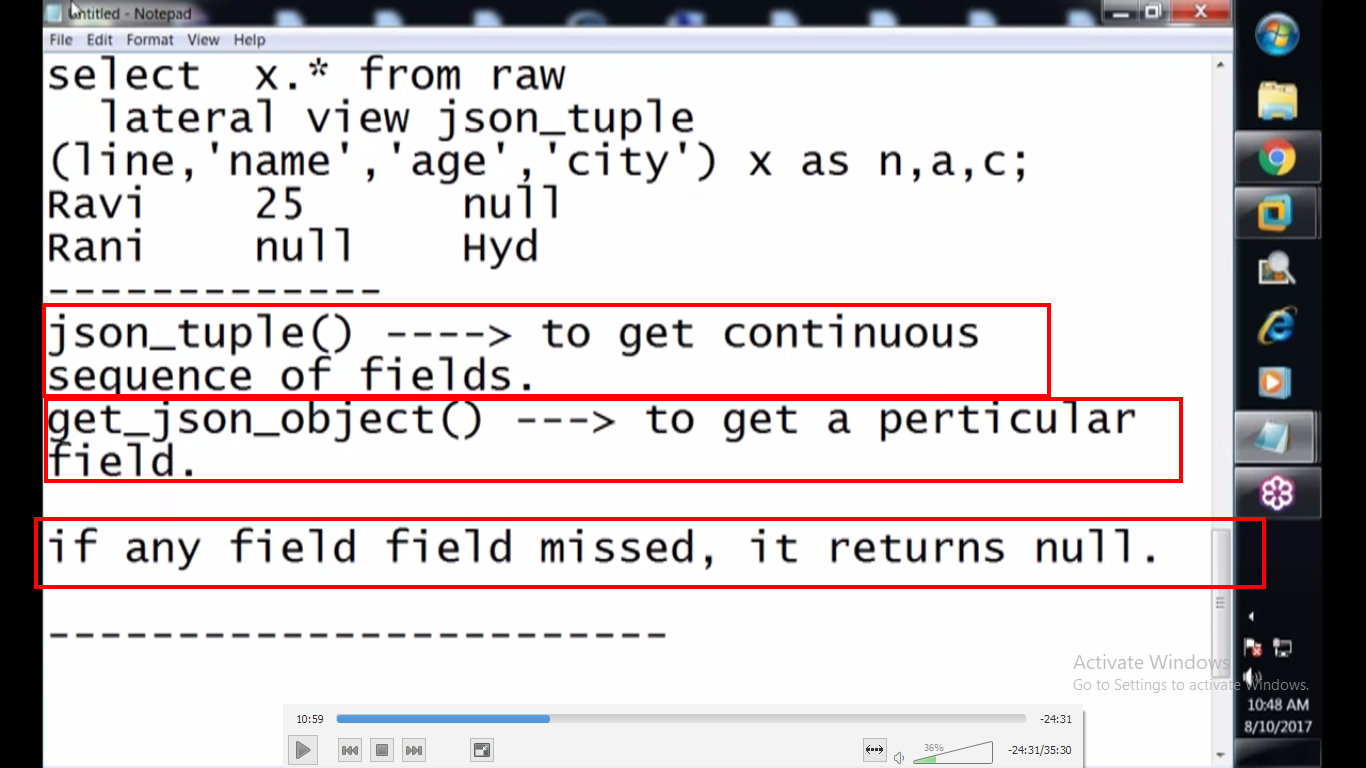 Untitled - Notepad
File Edit Format View Help
select x.* from raw
lateral view json_tuple
(line,'name','age','city') x as n,a,c;
Ravi 25 null
Rani null Hyd
-------------
json_tuple() ----> to get continuous
sequence of fields.
get_json_object() ---> to get a perticular
field.
if any field field missed, it returns null.
------------------------
Activate Windows
Go to Settings to activate Windows.
10:48 AM
8/10/2017
10:59 -24:31
36% -24:31/35:30